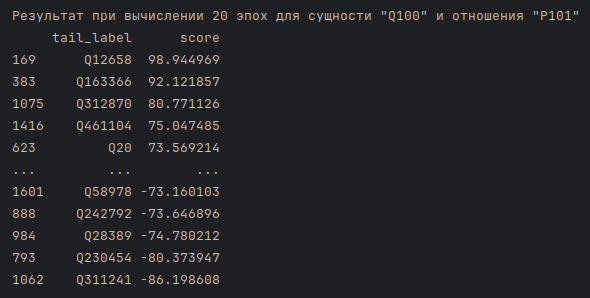 Результат при вычислении 20 эпох для сущности "Q100" и отношения "P101"
tail_label score
169 Q12658 98.944969
383 Q163366 92.121857
1075 Q312870 80.771126
1416 Q461104 75.047485
623 Q20 73.569214
... ... ...
1601 Q58978 -73.160103
888 Q242792 -73.646896
984 Q28389 -74.780212
793 Q230454 -80.373947
1062 Q311241 -86.198608